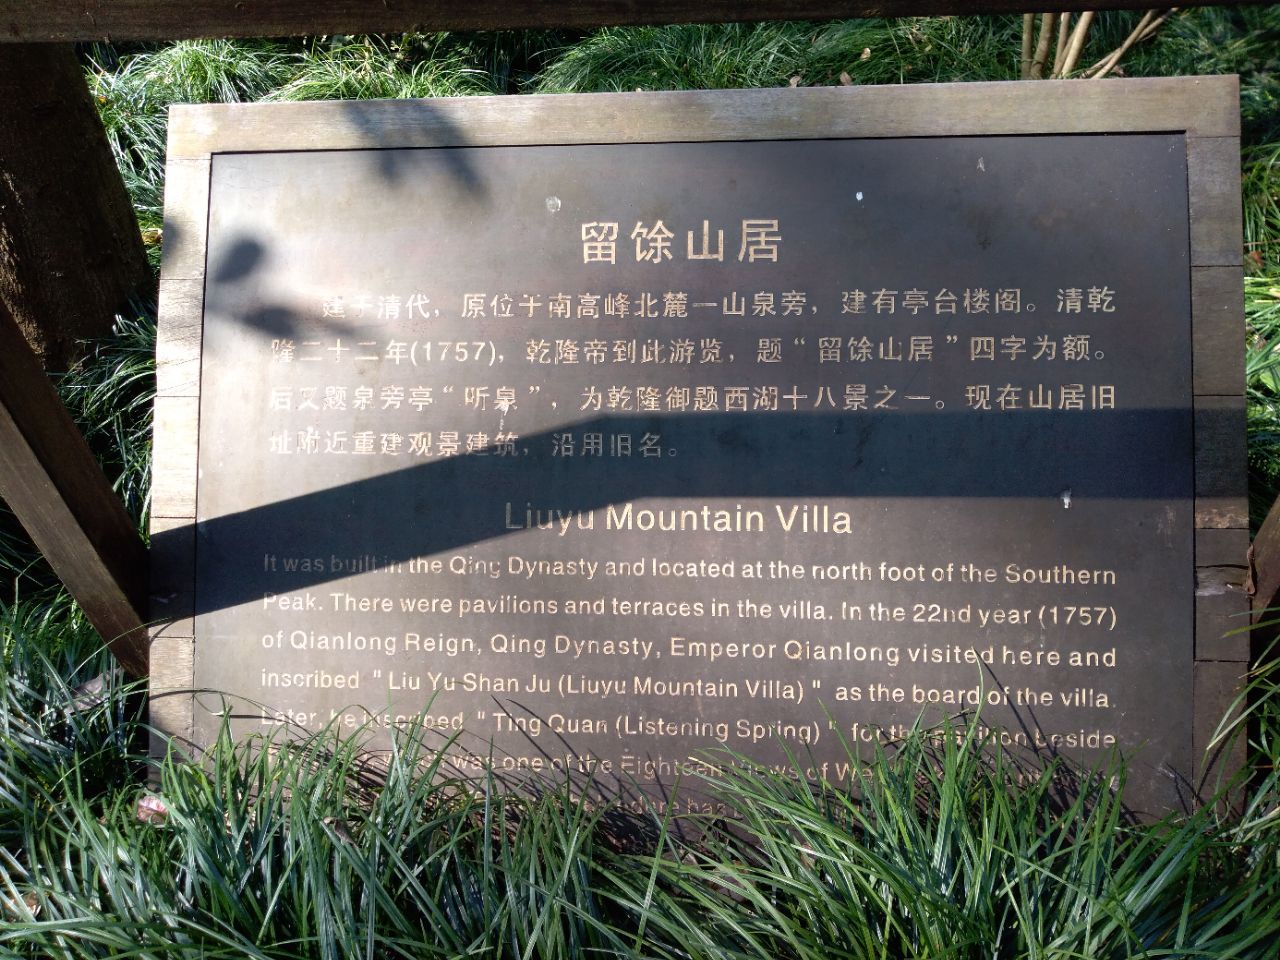 留馀山居
建于清代，原位于南高峰北麓一山泉旁，建有亭台楼阁。清乾
隆二十二年(1757)，乾隆帝到此游览，题“留馀山居”四字为额。
后又题泉旁亭“听泉”，为乾隆御题西湖十八景之一。现在山居旧
址附近重建观景建筑，沿用旧名。
Liuyu Mountain Villa
It was built in the Qing Dynasty and located at the north foot of the Southern
Peak. There were pavilions and terraces in the villa. In the 22nd year (1757)
of Qianlong Reign, Qing Dynasty, Emperor Qianlong visited here and
inscribed "Liu Yu Shan Ju (Liuyu Mountain Villa)" as the board of the villa.
Later, he inscribed "Ting Quan (Listening Spring)" for the pavilion beside
was one of the Eighteen Views of